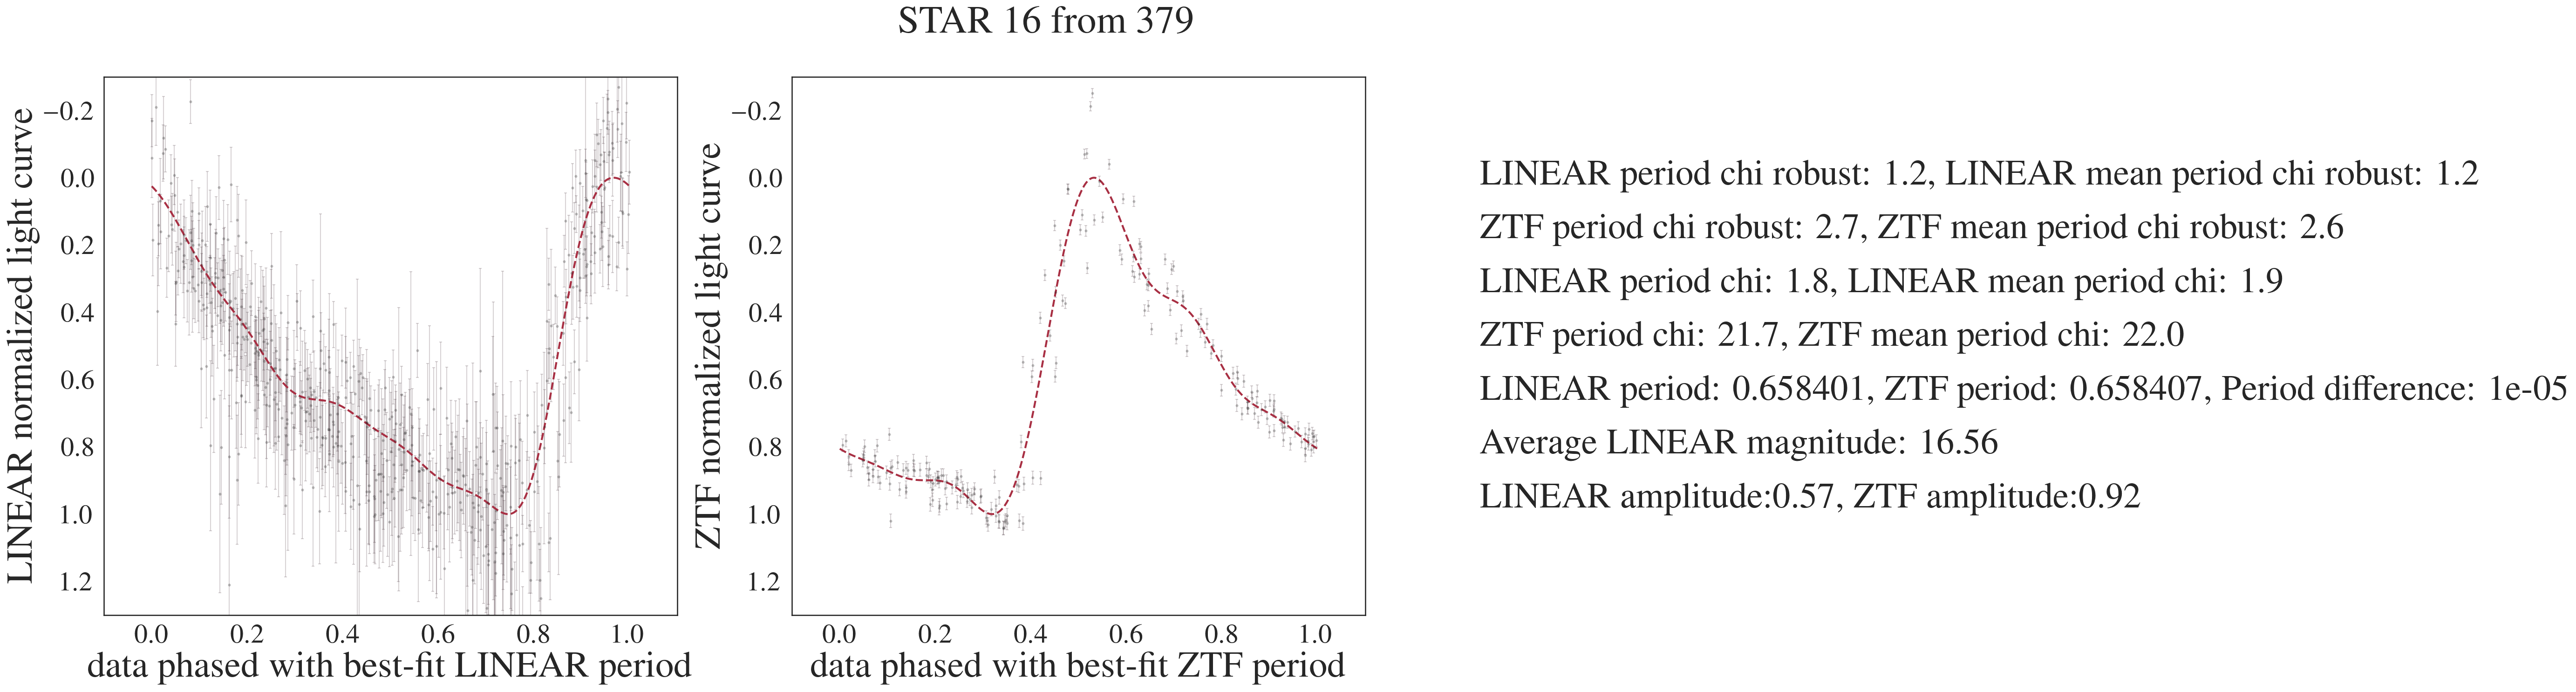 STAR 16 from 379
LINEAR normalized light curve
−0.2
0.0
0.2
0.4
0.6
0.8
1.0
1.2
0.0 0.2 0.4 0.6 0.8 1.0
data phased with best-fit LINEAR period
ZTF normalized light curve
−0.2
0.0
0.2
0.4
0.6
0.8
1.0
1.2
0.0 0.2 0.4 0.6 0.8 1.0
data phased with best-fit ZTF period
LINEAR period chi robust: 1.2, LINEAR mean period chi robust: 1.2
ZTF period chi robust: 2.7, ZTF mean period chi robust: 2.6
LINEAR period chi: 1.8, LINEAR mean period chi: 1.9
ZTF period chi: 21.7, ZTF mean period chi: 22.0
LINEAR period: 0.658401, ZTF period: 0.658407, Period difference: 1e-05
Average LINEAR magnitude: 16.56
LINEAR amplitude:0.57, ZTF amplitude:0.92